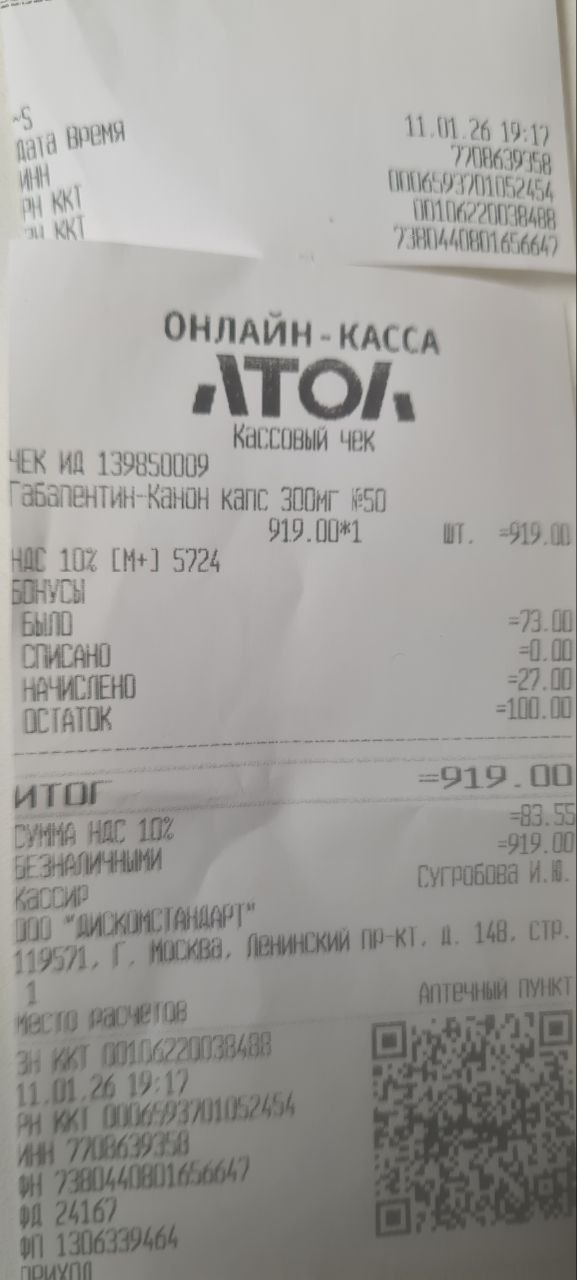 ~S
Дата Время 11.01.26 19:17
ИНН 7708639358
РН ККТ 0006593701052454
ЗН ККТ 00106220038488
7380440801656647
ОНЛАЙН-КАССА
АТОЛ
Кассовый чек
ЧЕК ИД 139850009
Габапентин-Канон капс 300мг №50
919.00*1 шт. =919.00
НДС 10% [М+] 5724
БОНУСЫ
БЫЛО =73.00
СПИСАНО =0.00
НАЧИСЛЕНО =27.00
ОСТАТОК =100.00
ИТОГ =919.00
СУММА НДС 10% =83.55
БЕЗНАЛИЧНЫМИ =919.00
Кассир Сугробова И.Ю.
ООО "ДИСКОМСТАНДАРТ"
119571, Г. Москва, Ленинский пр-кт, д. 148, стр.
1
Место расчетов Аптечный пункт
ЗН ККТ 00106220038488
11.01.26 19:17
РН ККТ 0006593701052454
ИНН 7708639358
ФН 7380440801656647
ФД 24167
ФП 1306339464
ПРИХОД